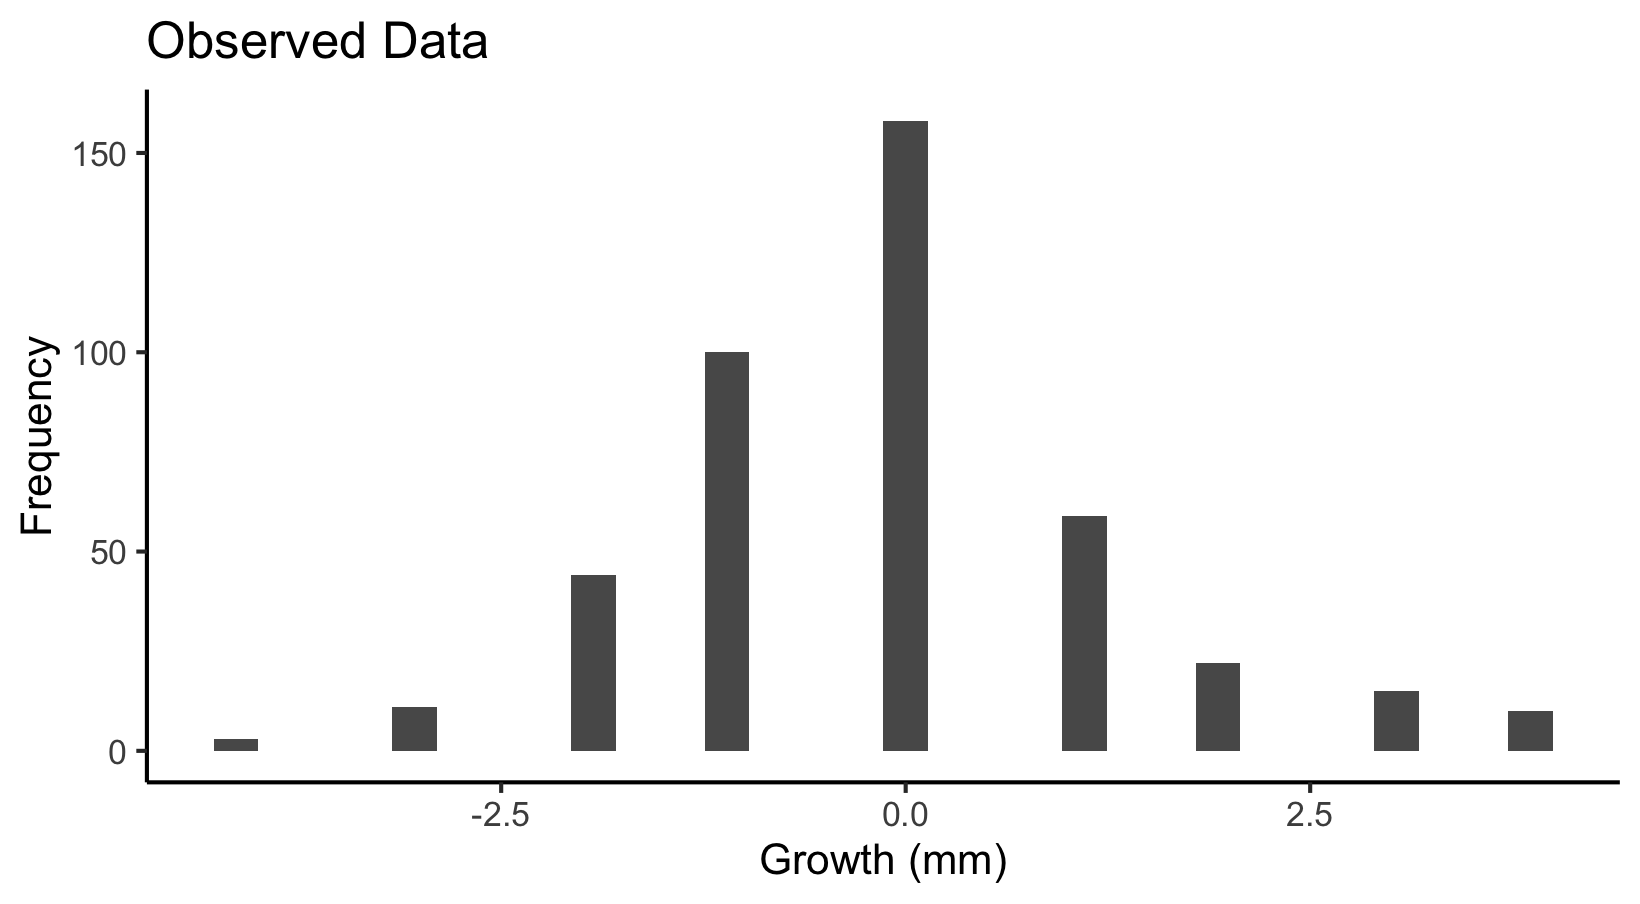 Observed Data
150
100
50
0
Frequency
-2.5 0.0 2.5
Growth (mm)